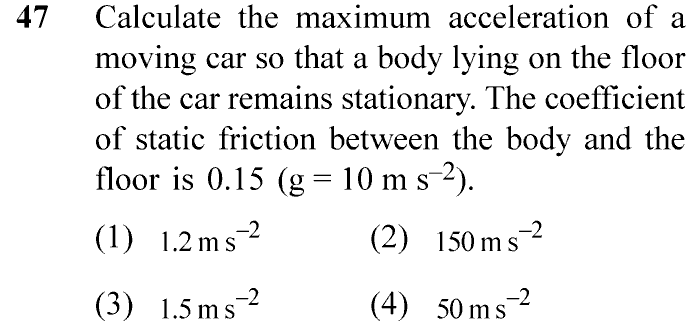 47 Calculate the maximum acceleration of a
moving car so that a body lying on the floor
of the car remains stationary. The coefficient
of static friction between the body and the
floor is 0.15 (g = 10 m s⁻²).
(1) 1.2 m s⁻² (2) 150 m s⁻²
(3) 1.5 m s⁻² (4) 50 m s⁻²